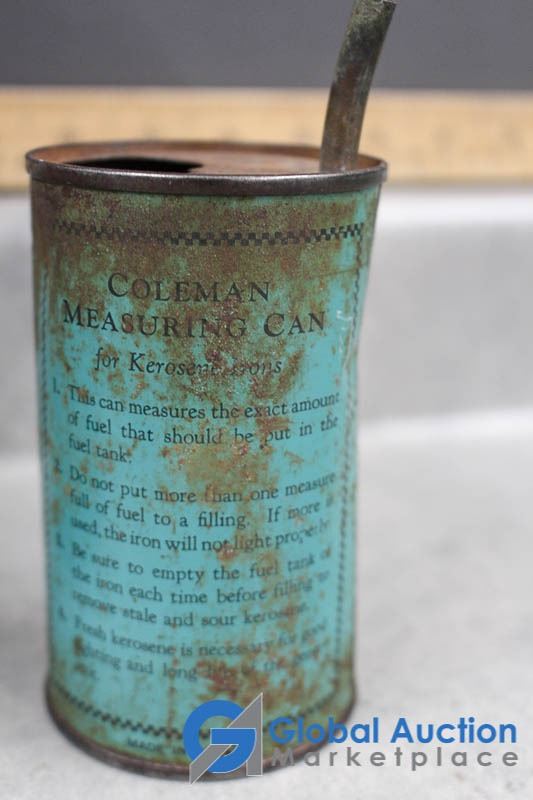 COLEMAN
MEASURING CAN
for Kerosene Irons
1. This can measures the exact amount
of fuel that should be put in the
fuel tank.
2. Do not put more than one measure
full of fuel to a filling. If more is
used, the iron will not light properly.
3. Be sure to empty the fuel tank of
the iron each time before filling to
remove stale and sour kerosene.
4. Fresh kerosene is necessary for good
lighting and long life of the
MADE IN
Global Auction
Marketplace